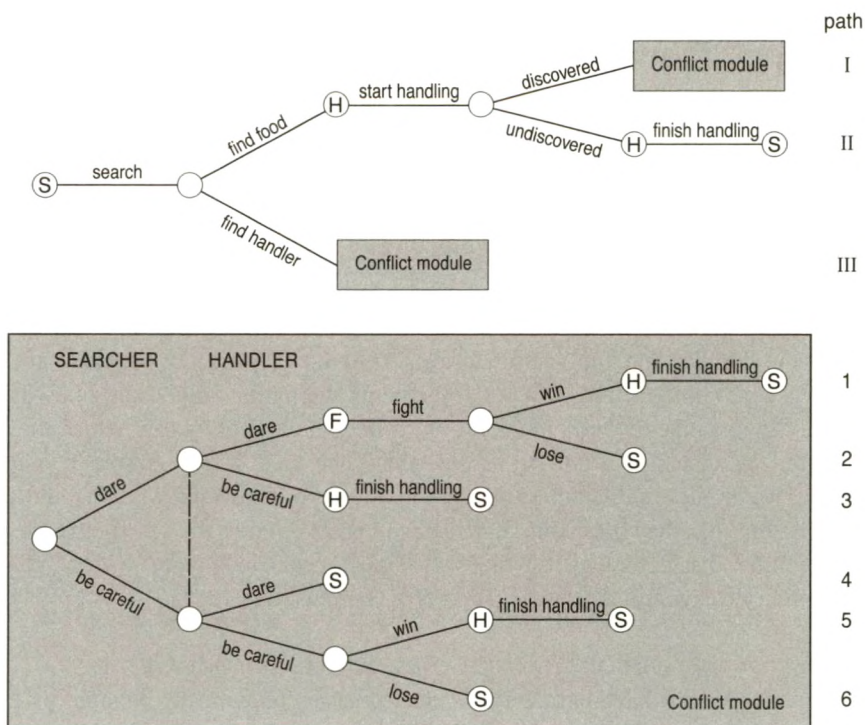 path
discovered
Conflict module
I
H
start handling
find food
undiscovered
H
finish handling
S
II
S
search
find handler
Conflict module
III
SEARCHER HANDLER
finish handling
H
S
1
win
dare
F
fight
lose
S
2
dare
be careful
H
finish handling
S
3
be careful
dare
S
4
win
H
finish handling
S
5
be careful
lose
S
Conflict module
6